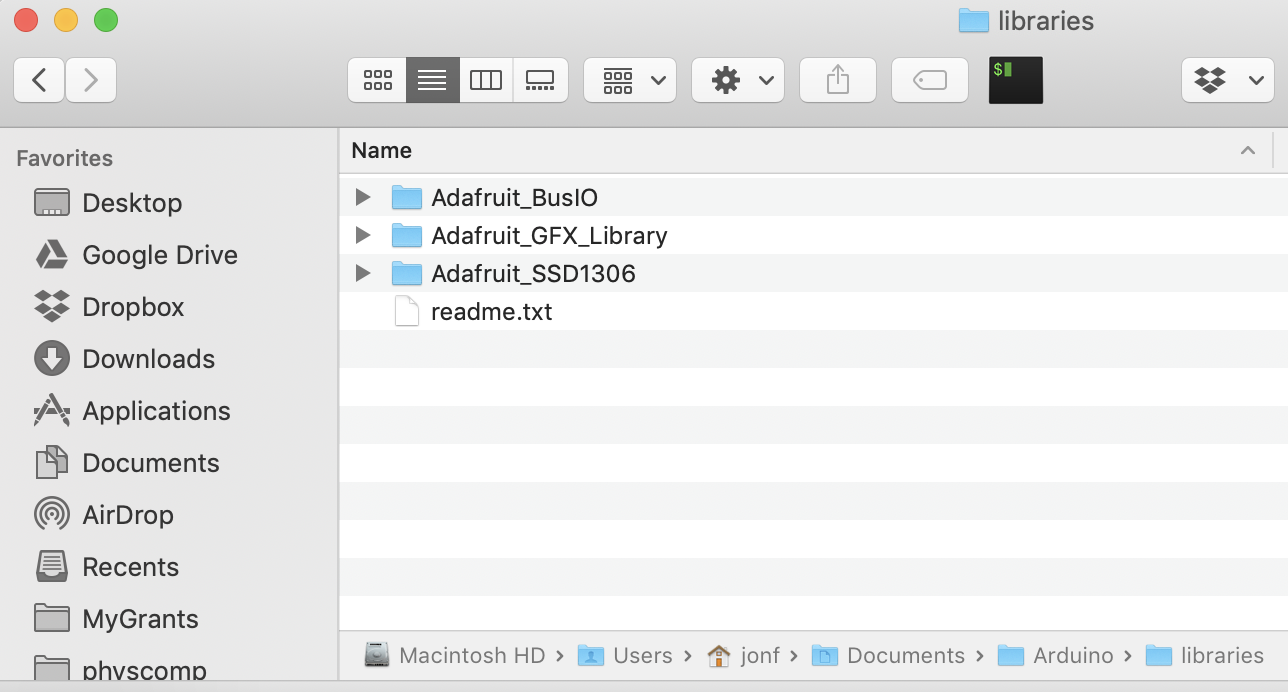 libraries
$
Favorites
Desktop
Google Drive
Dropbox
Downloads
Applications
Documents
AirDrop
Recents
MyGrants
physcomp
Name
Adafruit_BusIO
Adafruit_GFX_Library
Adafruit_SSD1306
readme.txt
Macintosh HD › Users › jonf › Documents › Arduino › libraries